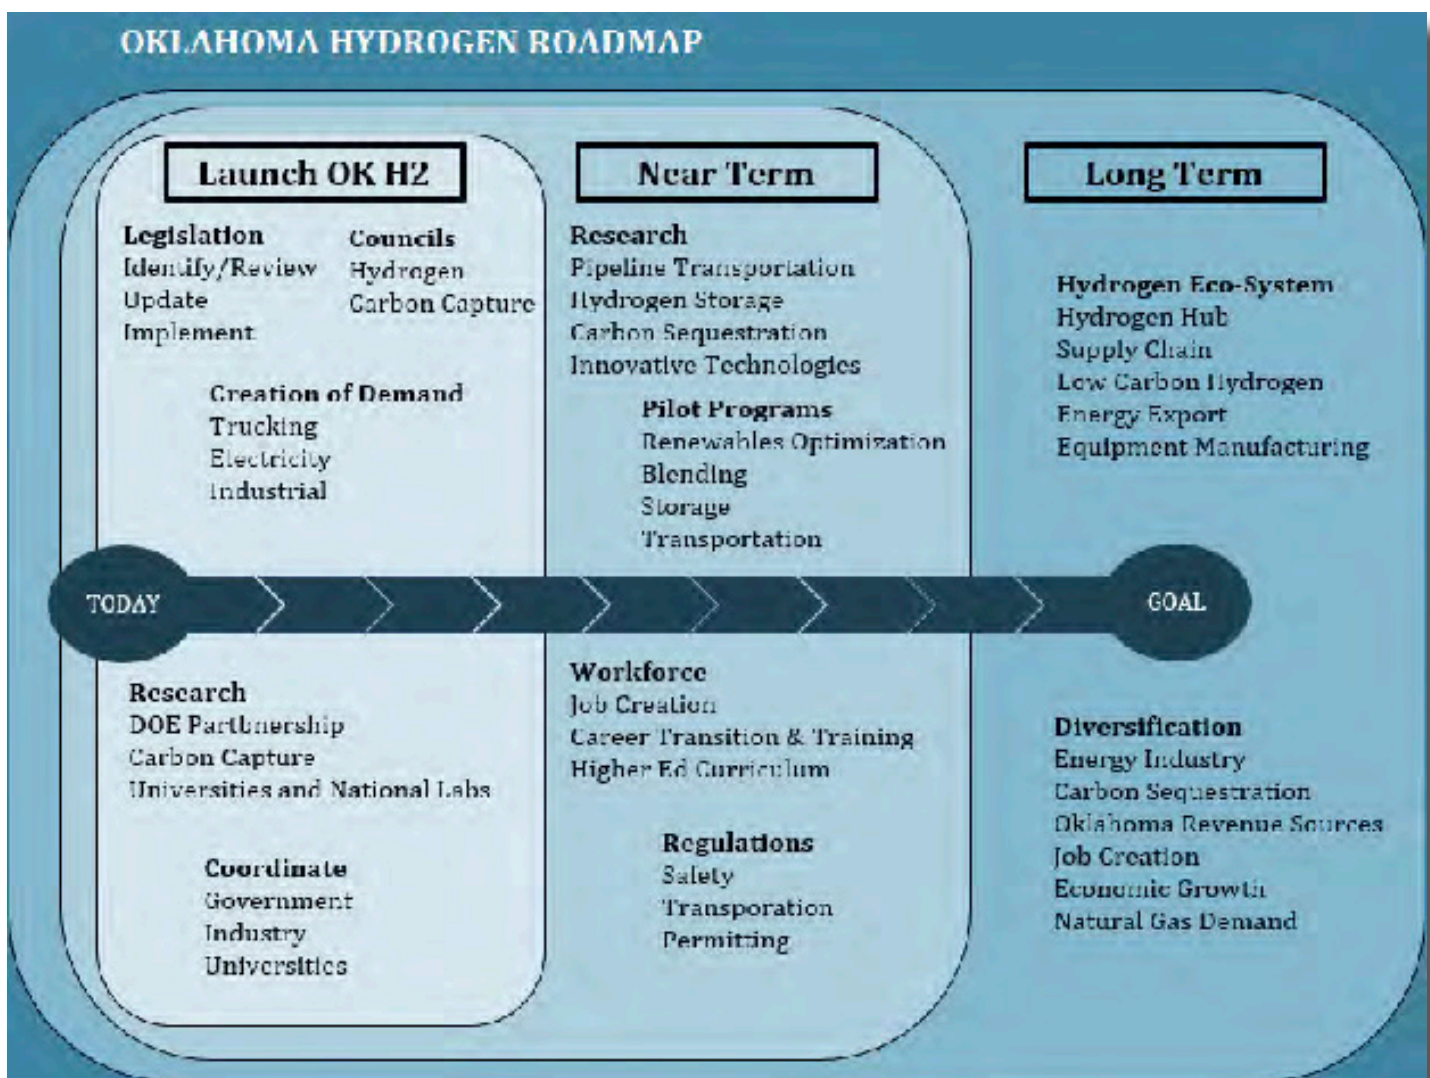 OKLAHOMA HYDROGEN ROADMAP
Launch OK H2
Legislation
Identify/Review
Update
Implement
Councils
Hydrogen
Carbon Capture
Creation of Demand
Trucking
Electricity
Industrial
Near Term
Research
Pipeline Transportation
Hydrogen Storage
Carbon Sequestration
Innovative Technologies
Pilot Programs
Renewables Optimization
Blending
Storage
Transportation
Long Term
Hydrogen Eco-System
Hydrogen Hub
Supply Chain
Low Carbon Hydrogen
Energy Export
Equipment Manufacturing
TODAY
GOAL
Research
DOE Partbnership
Carbon Capture
Universities and National Labs
Coordinate
Government
Industry
Universities
Workforce
Job Creation
Career Transition & Training
Higher Ed Curriculum
Regulations
Safety
Transporation
Permitting
Diversification
Energy Industry
Carbon Sequestration
Oklahoma Revenue Sources
Job Creation
Economic Growth
Natural Gas Demand